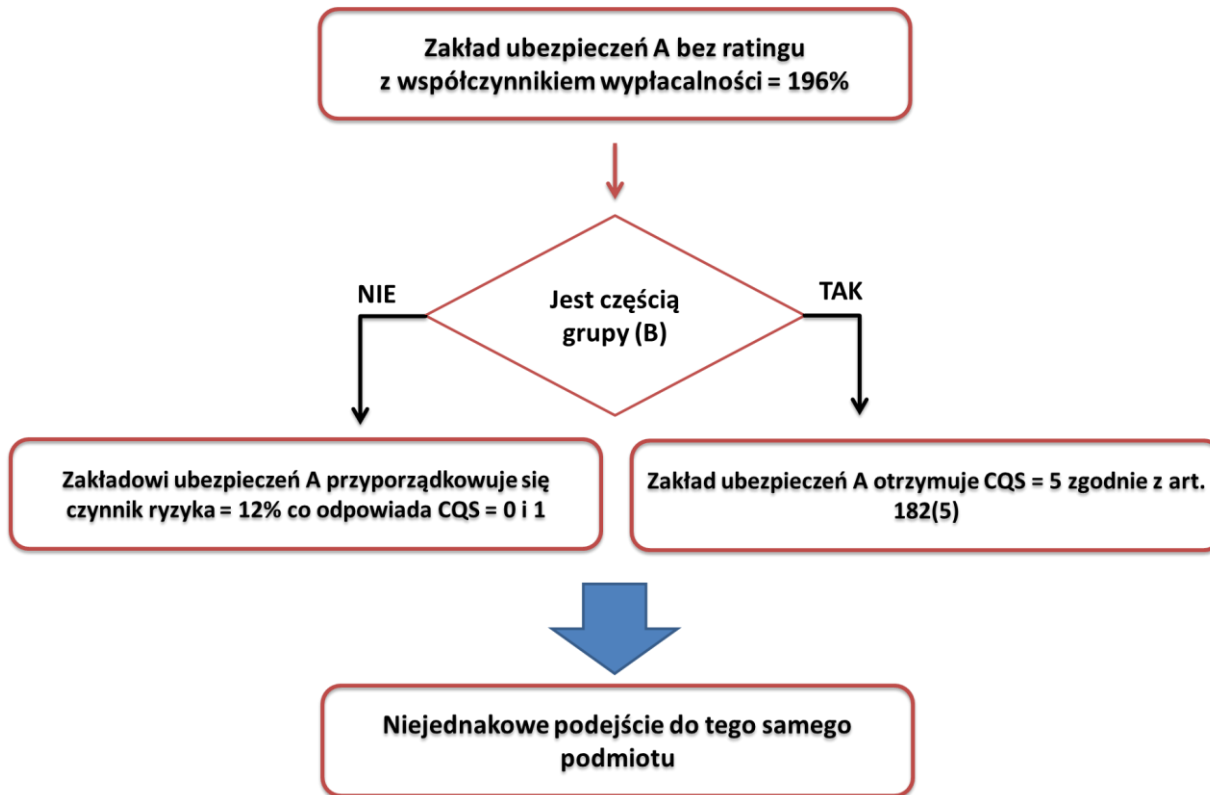 Zakład ubezpieczeń A bez ratingu
z współczynnikiem wypłacalności = 196%
NIE
Jest częścią
grupy (B)
TAK
Zakładowi ubezpieczeń A przyporządkowuje się
czynnik ryzyka = 12% co odpowiada CQS = 0 i 1
Zakład ubezpieczeń A otrzymuje CQS = 5 zgodnie z art.
182(5)
Niejednakowe podejście do tego samego
podmiotu